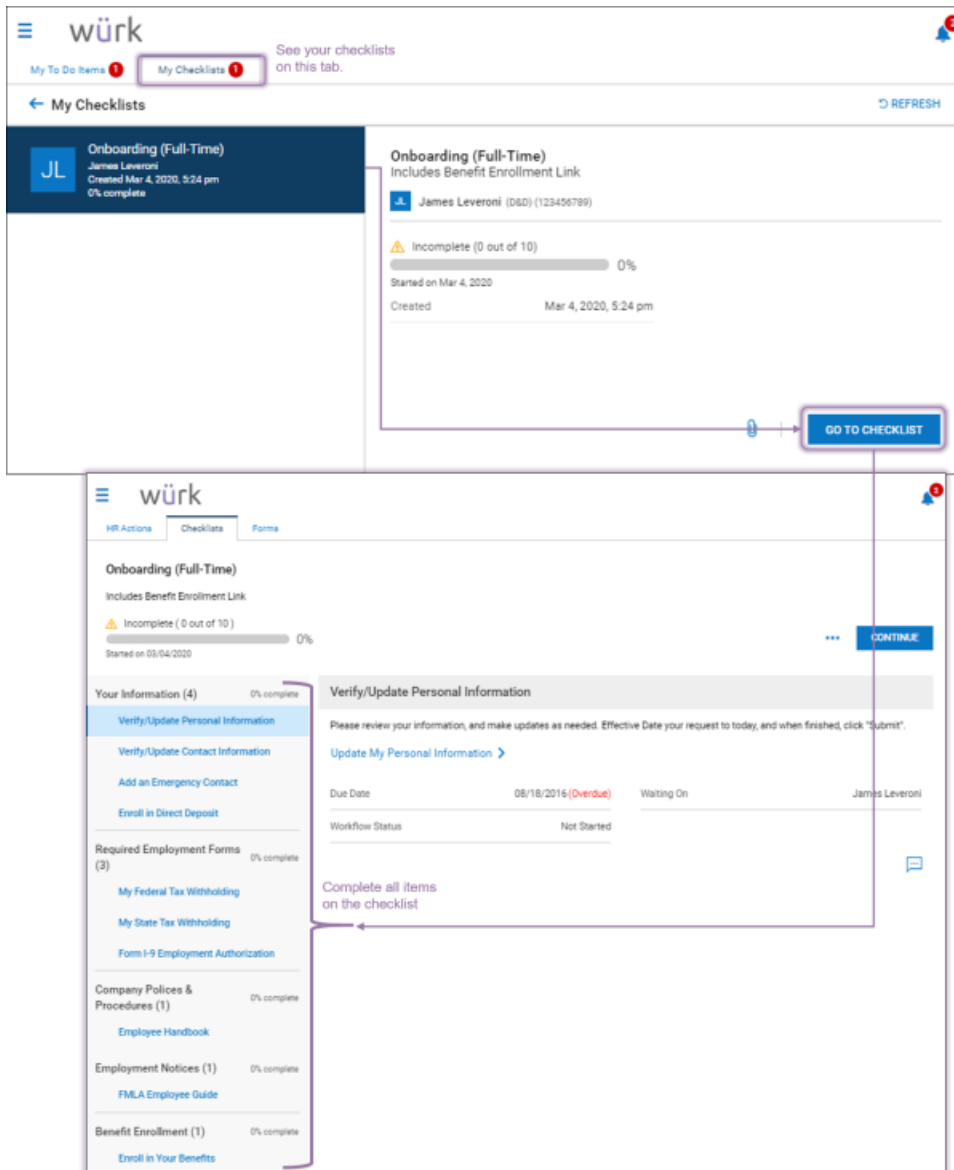 würk
2
My To Do Items 1
My Checklists 1
See your checklists
on this tab.
← My Checklists
REFRESH
JL
Onboarding (Full-Time)
James Leveroni
Created Mar 4, 2020, 5:24 pm
0% complete
Onboarding (Full-Time)
Includes Benefit Enrollment Link
JL James Leveroni (D&D) (123456789)
Incomplete (0 out of 10)
0%
Started on Mar 4, 2020
Created Mar 4, 2020, 5:24 pm
GO TO CHECKLIST
würk
2
HR Actions Checklists Forms
Onboarding (Full-Time)
Includes Benefit Enrollment Link
Incomplete ( 0 out of 10 )
0%
Started on 03/04/2020
••• CONTINUE
Your Information (4) 0% complete
Verify/Update Personal Information
Verify/Update Contact Information
Add an Emergency Contact
Enroll in Direct Deposit
Required Employment Forms
(3) 0% complete
My Federal Tax Withholding
My State Tax Withholding
Form I-9 Employment Authorization
Company Polices &
Procedures (1) 0% complete
Employee Handbook
Employment Notices (1) 0% complete
FMLA Employee Guide
Benefit Enrollment (1) 0% complete
Enroll in Your Benefits
Verify/Update Personal Information
Please review your information, and make updates as needed. Effective Date your request to today, and when finished, click "Submit".
Update My Personal Information
Due Date 08/18/2016 (Overdue) Waiting On James Leveroni
Workflow Status Not Started
Complete all items
on the checklist